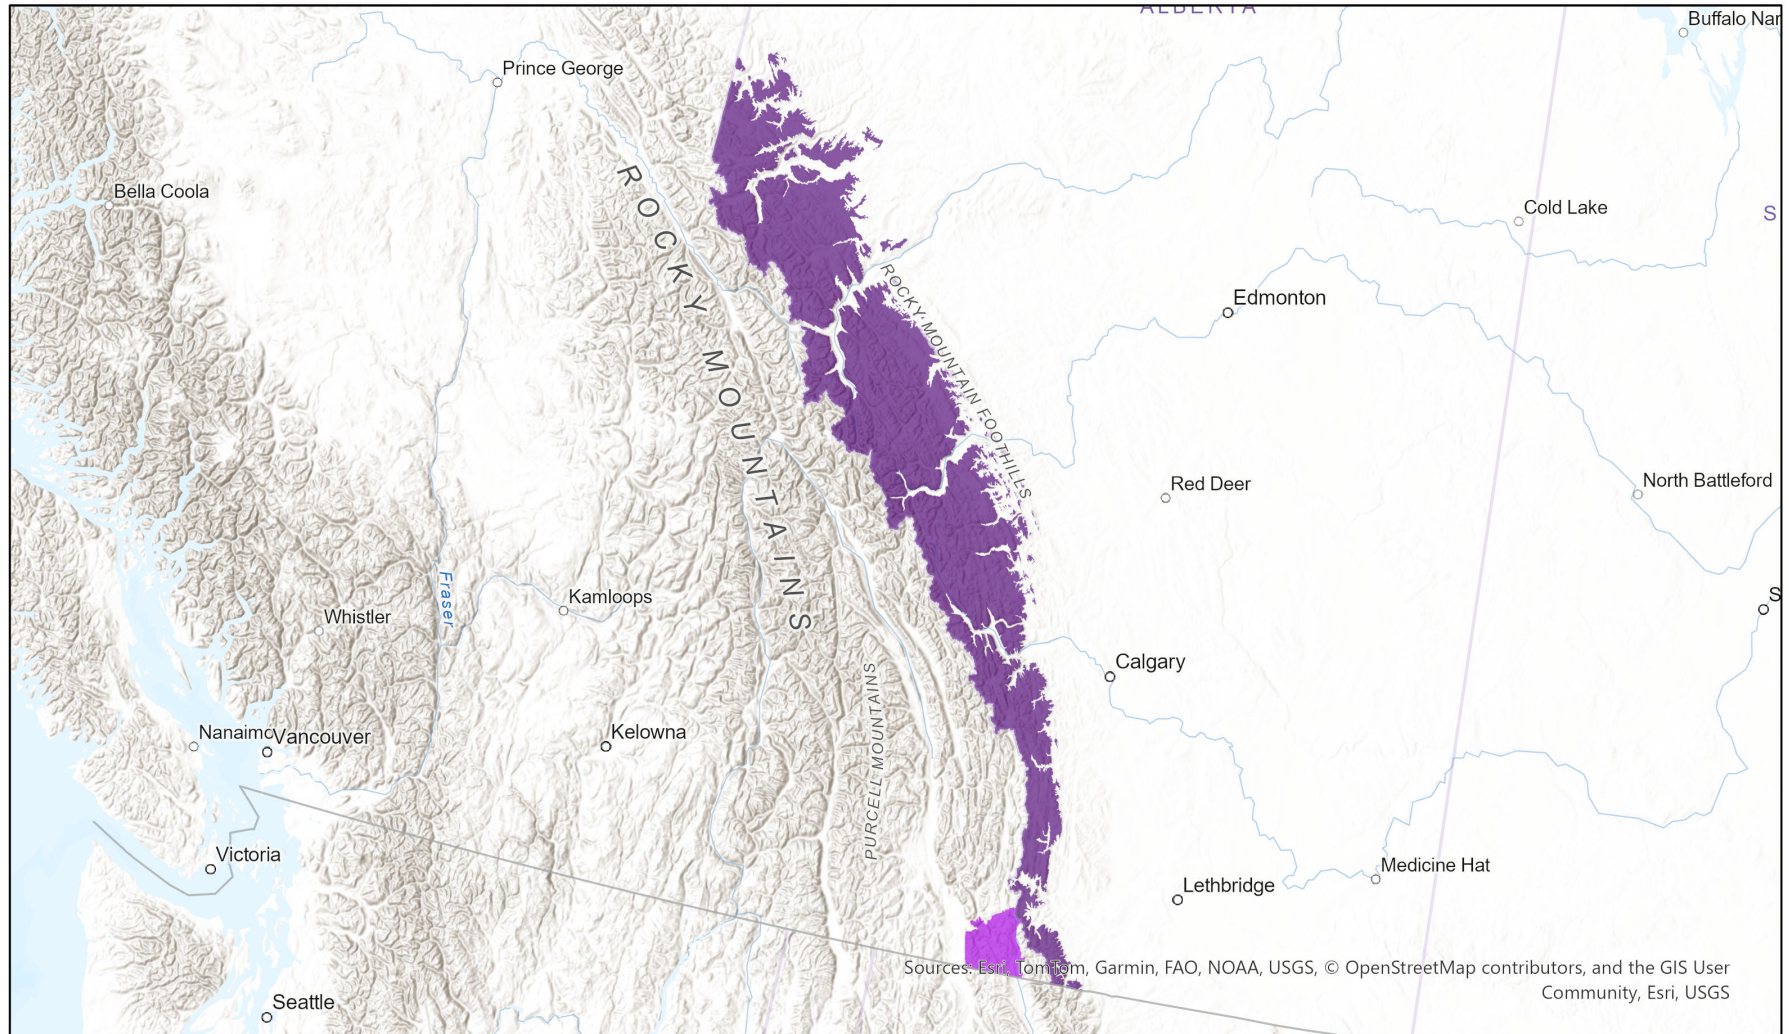 ALBERTA
Buffalo Nar
Prince George
Bella Coola
Cold Lake
S
ROCKY MOUNTAINS
ROCKY MOUNTAIN FOOTHILLS
Edmonton
Red Deer
North Battleford
Fraser
Kamloops
Whistler
S
Calgary
PURCELL MOUNTAINS
Nanaimo
Vancouver
Kelowna
Victoria
Medicine Hat
Lethbridge
Sources: Esri, TomTom, Garmin, FAO, NOAA, USGS, © OpenStreetMap contributors, and the GIS User
Community, Esri, USGS
Seattle